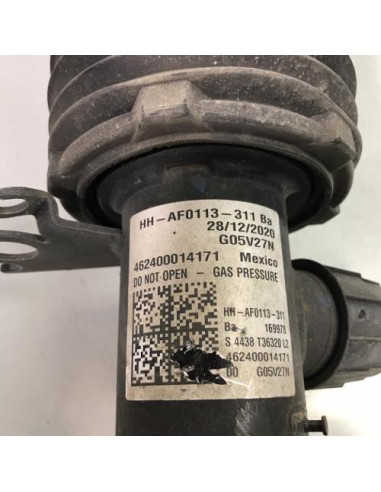 HH-AF0113-311 Ba
28/12/2020
G05V27N
462400014171 Mexico
DO NOT OPEN - GAS PRESSURE
HH-AF0113-311
Ba 169978
S 4438 T36320 L2
462400014171
00 G05V27N